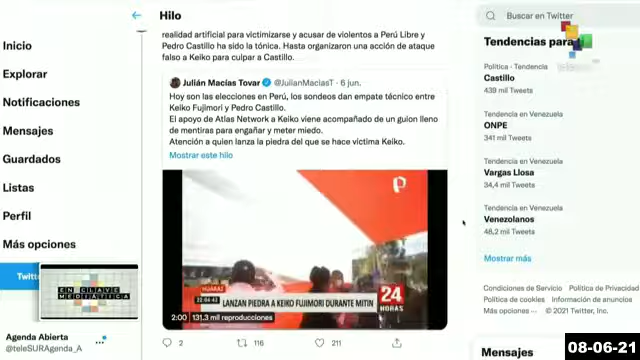 Hilo
Buscar en Twitter
realidad artificial para victimizarse y acusar de violentos a Perú Libre y
Pedro Castillo ha sido la tónica. Hasta organizaron una acción de ataque
falso a Keiko para culpar a Castillo.
Julián Macías Tovar @JulianMaciasT · 6 jun.
Hoy son las elecciones en Perú, los sondeos dan empate técnico entre
Keiko Fujimori y Pedro Castillo.
El apoyo de Atlas Network a Keiko viene acompañado de un guion lleno
de mentiras para engañar y meter miedo.
Atención a quien lanza la piedra del que se hace víctima Keiko.
Mostrar este hilo
HUARAZ
22:04:42
LANZAN PIEDRA A KEIKO FUJIMORI DURANTE MITIN
24
HORAS
2:00
131.3 mil reproducciones
2
116
211
Inicio
Explorar
Notificaciones
Mensajes
Guardados
Listas
Perfil
Más opciones
Twitt
EN CLAVE
MEDIÁTICA
Agenda Abierta
@teleSURAgenda_A
Tendencias para ti
Política · Tendencia
Castillo
439 mil Tweets
Tendencia en Venezuela
ONPE
341 mil Tweets
Tendencia en Venezuela
Vargas Llosa
34,4 mil Tweets
Tendencia en Venezuela
Venezolanos
48,2 mil Tweets
Mostrar más
Condiciones de Servicio Política de Privacidad
Política de cookies Información de anuncios
Más opciones ··· © 2021 Twitter, Inc.
Mensajes
08-06-21